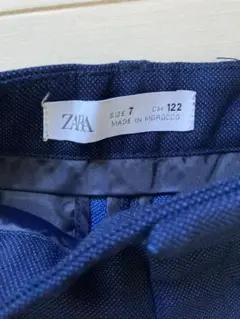 ZARA
SIZE 7 CM 122
MADE IN MOROCCO